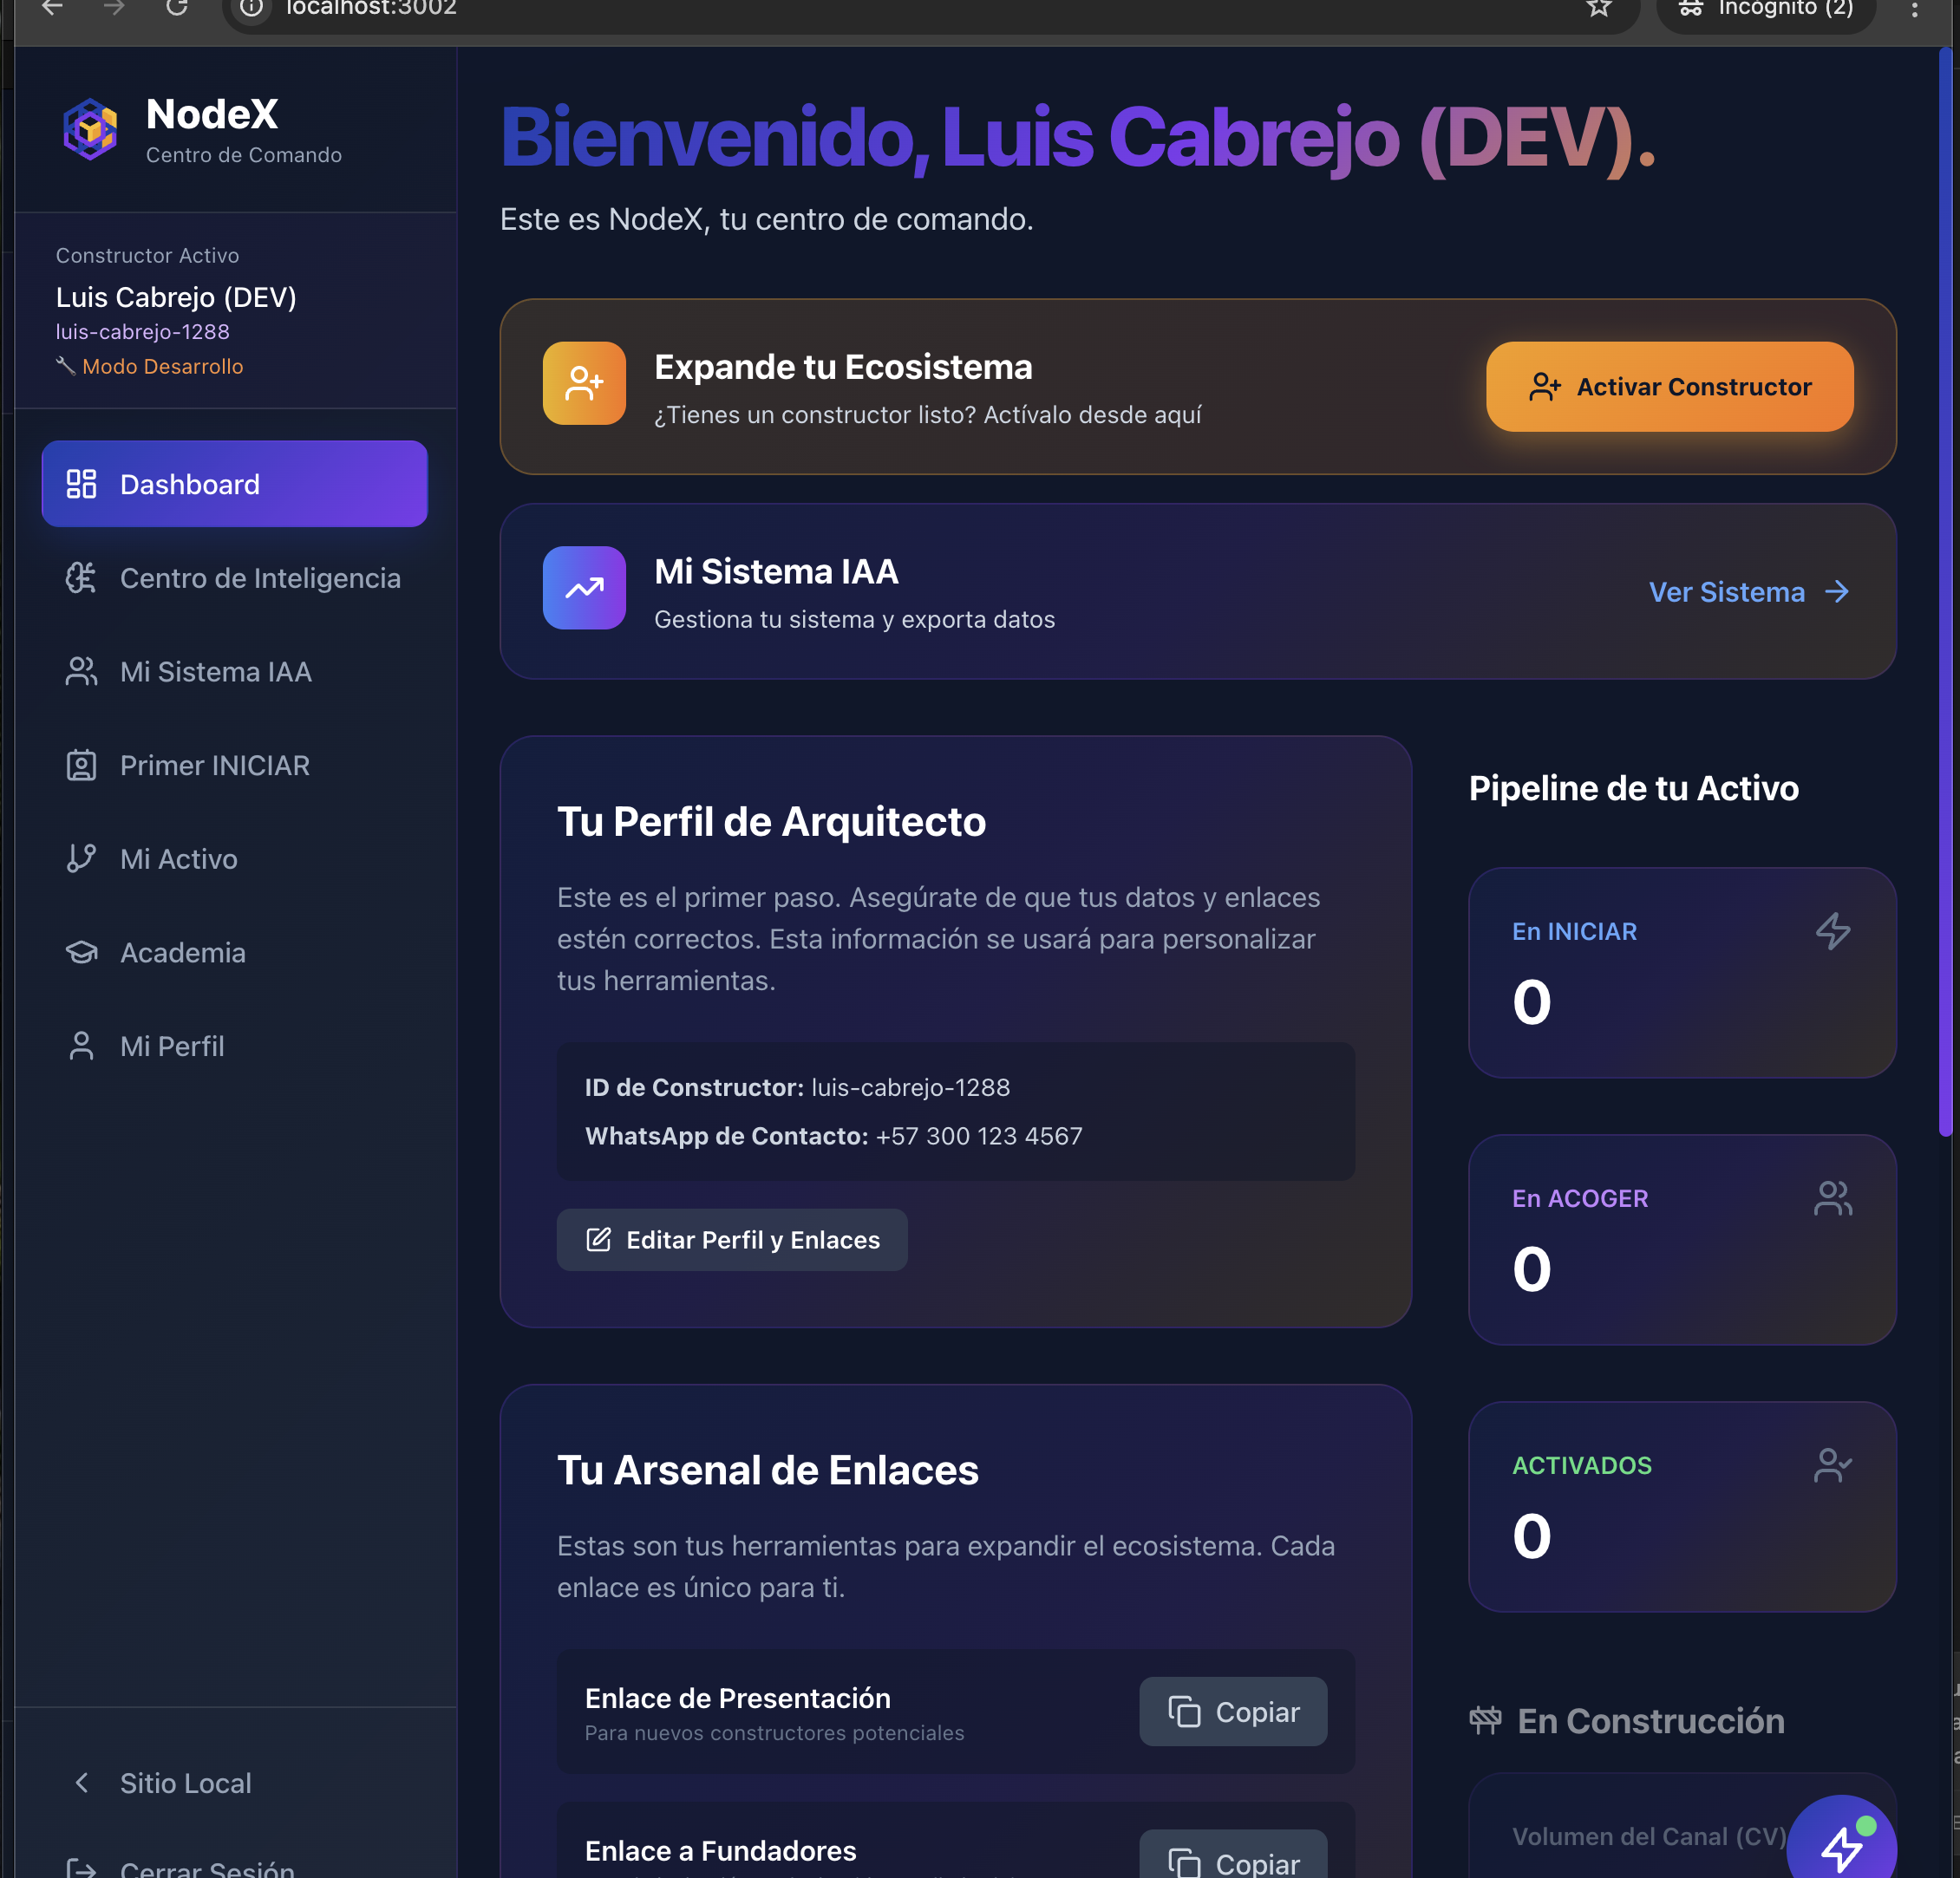 localhost:3002
Incógnito (2)
NodeX
Centro de Comando
Constructor Activo
Luis Cabrejo (DEV)
luis-cabrejo-1288
Modo Desarrollo
Dashboard
Centro de Inteligencia
Mi Sistema IAA
Primer INICIAR
Mi Activo
Academia
Mi Perfil
Sitio Local
Cerrar Sesión
Bienvenido, Luis Cabrejo (DEV).
Este es NodeX, tu centro de comando.
Expande tu Ecosistema
¿Tienes un constructor listo? Actívalo desde aquí
Activar Constructor
Mi Sistema IAA
Gestiona tu sistema y exporta datos
Ver Sistema
Tu Perfil de Arquitecto
Este es el primer paso. Asegúrate de que tus datos y enlaces
estén correctos. Esta información se usará para personalizar
tus herramientas.
ID de Constructor: luis-cabrejo-1288
WhatsApp de Contacto: +57 300 123 4567
Editar Perfil y Enlaces
Tu Arsenal de Enlaces
Estas son tus herramientas para expandir el ecosistema. Cada
enlace es único para ti.
Enlace de Presentación
Para nuevos constructores potenciales
Copiar
Enlace a Fundadores
Copiar
Pipeline de tu Activo
En INICIAR
0
En ACOGER
0
ACTIVADOS
0
En Construcción
Volumen del Canal (CV)